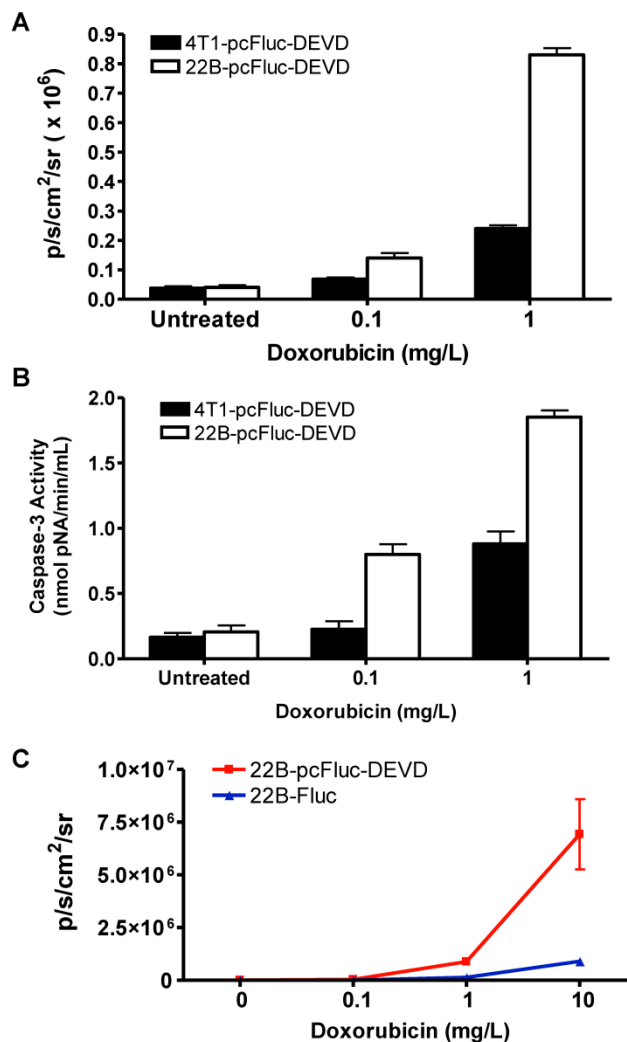 A
4T1-pcFluc-DEVD
22B-pcFluc-DEVD
p/s/cm²/sr ( x 10⁶)
0.9
0.8
0.7
0.6
0.5
0.4
0.3
0.2
0.1
0.0
Untreated 0.1 1
Doxorubicin (mg/L)
B
4T1-pcFluc-DEVD
22B-pcFluc-DEVD
Caspase-3 Activity
(nmol pNA/min/mL)
2.0
1.5
1.0
0.5
0.0
Untreated 0.1 1
Doxorubicin (mg/L)
C
22B-pcFluc-DEVD
22B-Fluc
p/s/cm²/sr
1.0×10⁷
7.5×10⁶
5.0×10⁶
2.5×10⁶
0
0 0.1 1 10
Doxorubicin (mg/L)